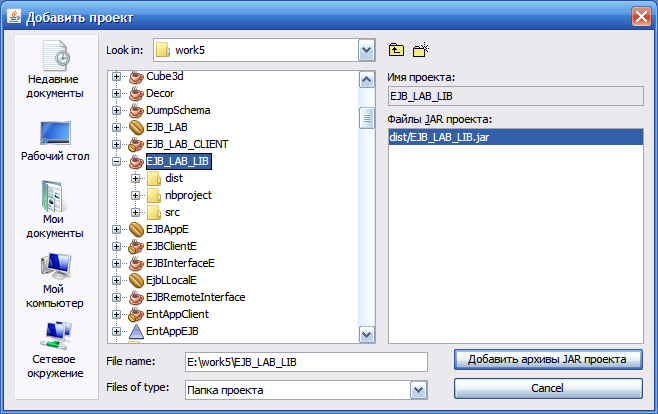 Добавить проект
Look in:
work5
Недавние
документы
Рабочий стол
Мои
документы
Мой
компьютер
Сетевое
окружение
Cube3d
Decor
DumpSchema
EJB_LAB
EJB_LAB_CLIENT
EJB_LAB_LIB
dist
nbproject
src
EJBAppE
EJBClientE
EJBInterfaceE
EjbLLocalE
EJBRemoteInterface
EntAppClient
EntAppEJB
Имя проекта:
EJB_LAB_LIB
Файлы JAR проекта:
dist/EJB_LAB_LIB.jar
File name:
E:\work5\EJB_LAB_LIB
Добавить архивы JAR проекта
Files of type:
Папка проекта
Cancel